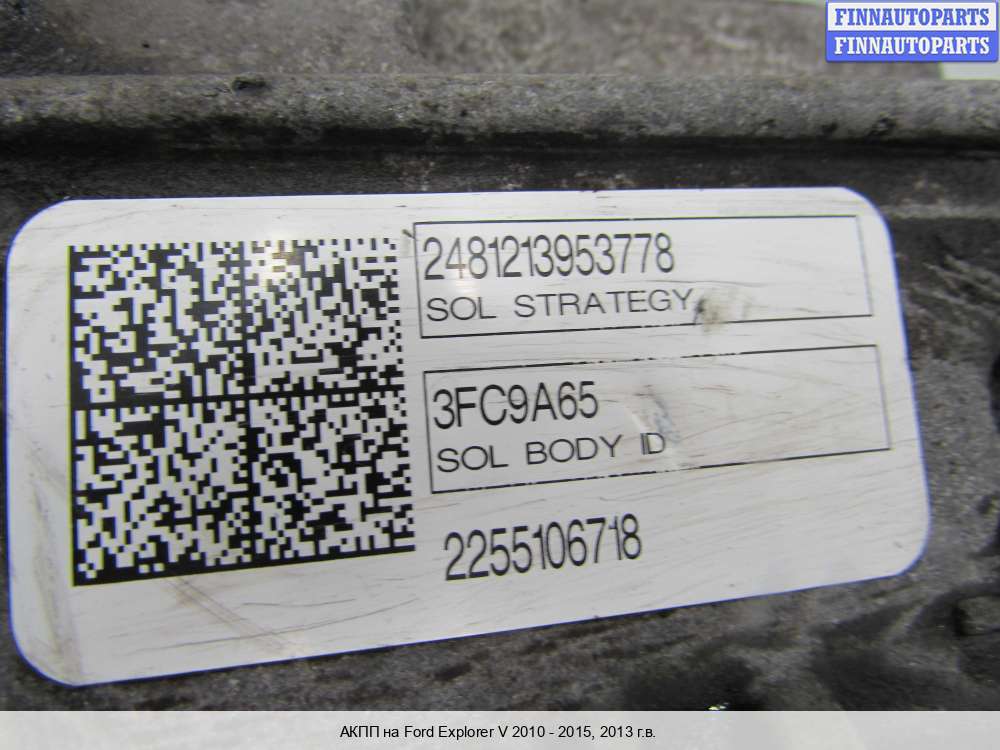 FINNAUTOPARTS
FINNAUTOPARTS
2481213953778
SOL STRATEGY
3FC9A65
SOL BODY ID
2255106718
АКПП на Ford Explorer V 2010 - 2015, 2013 г.в.